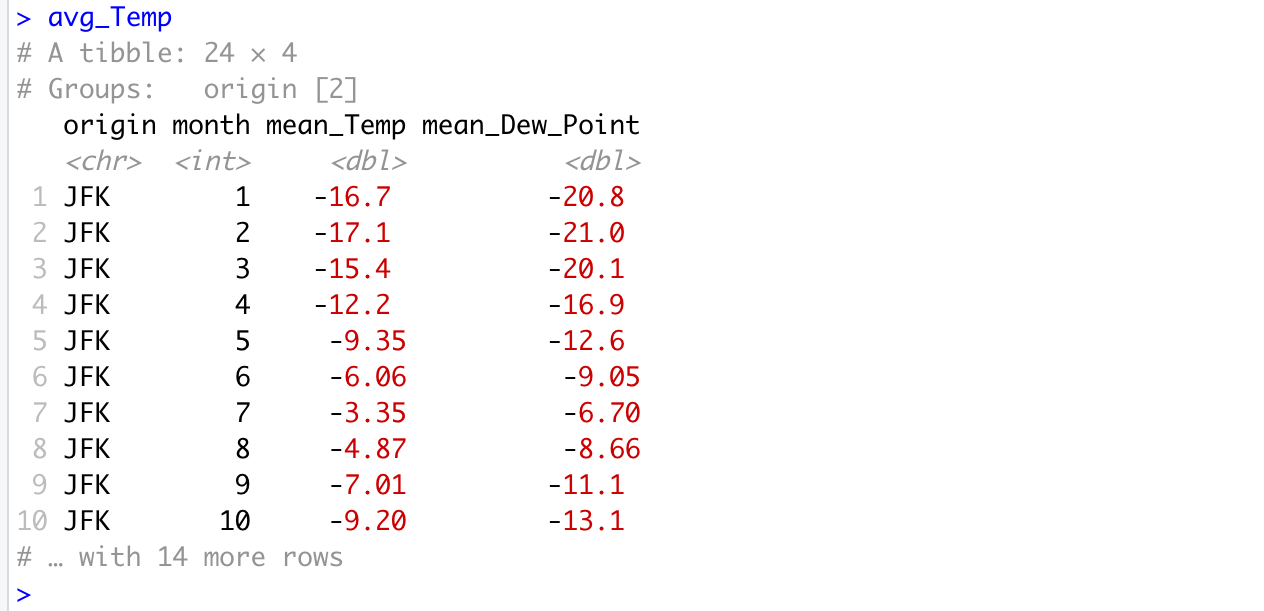 > avg_Temp
# A tibble: 24 × 4
# Groups:   origin [2]
   origin month mean_Temp mean_Dew_Point
   <chr>  <int>     <dbl>          <dbl>
 1 JFK        1    -16.7          -20.8
 2 JFK        2    -17.1          -21.0
 3 JFK        3    -15.4          -20.1
 4 JFK        4    -12.2          -16.9
 5 JFK        5     -9.35         -12.6
 6 JFK        6     -6.06          -9.05
 7 JFK        7     -3.35          -6.70
 8 JFK        8     -4.87          -8.66
 9 JFK        9     -7.01         -11.1
10 JFK       10     -9.20         -13.1
# … with 14 more rows
>